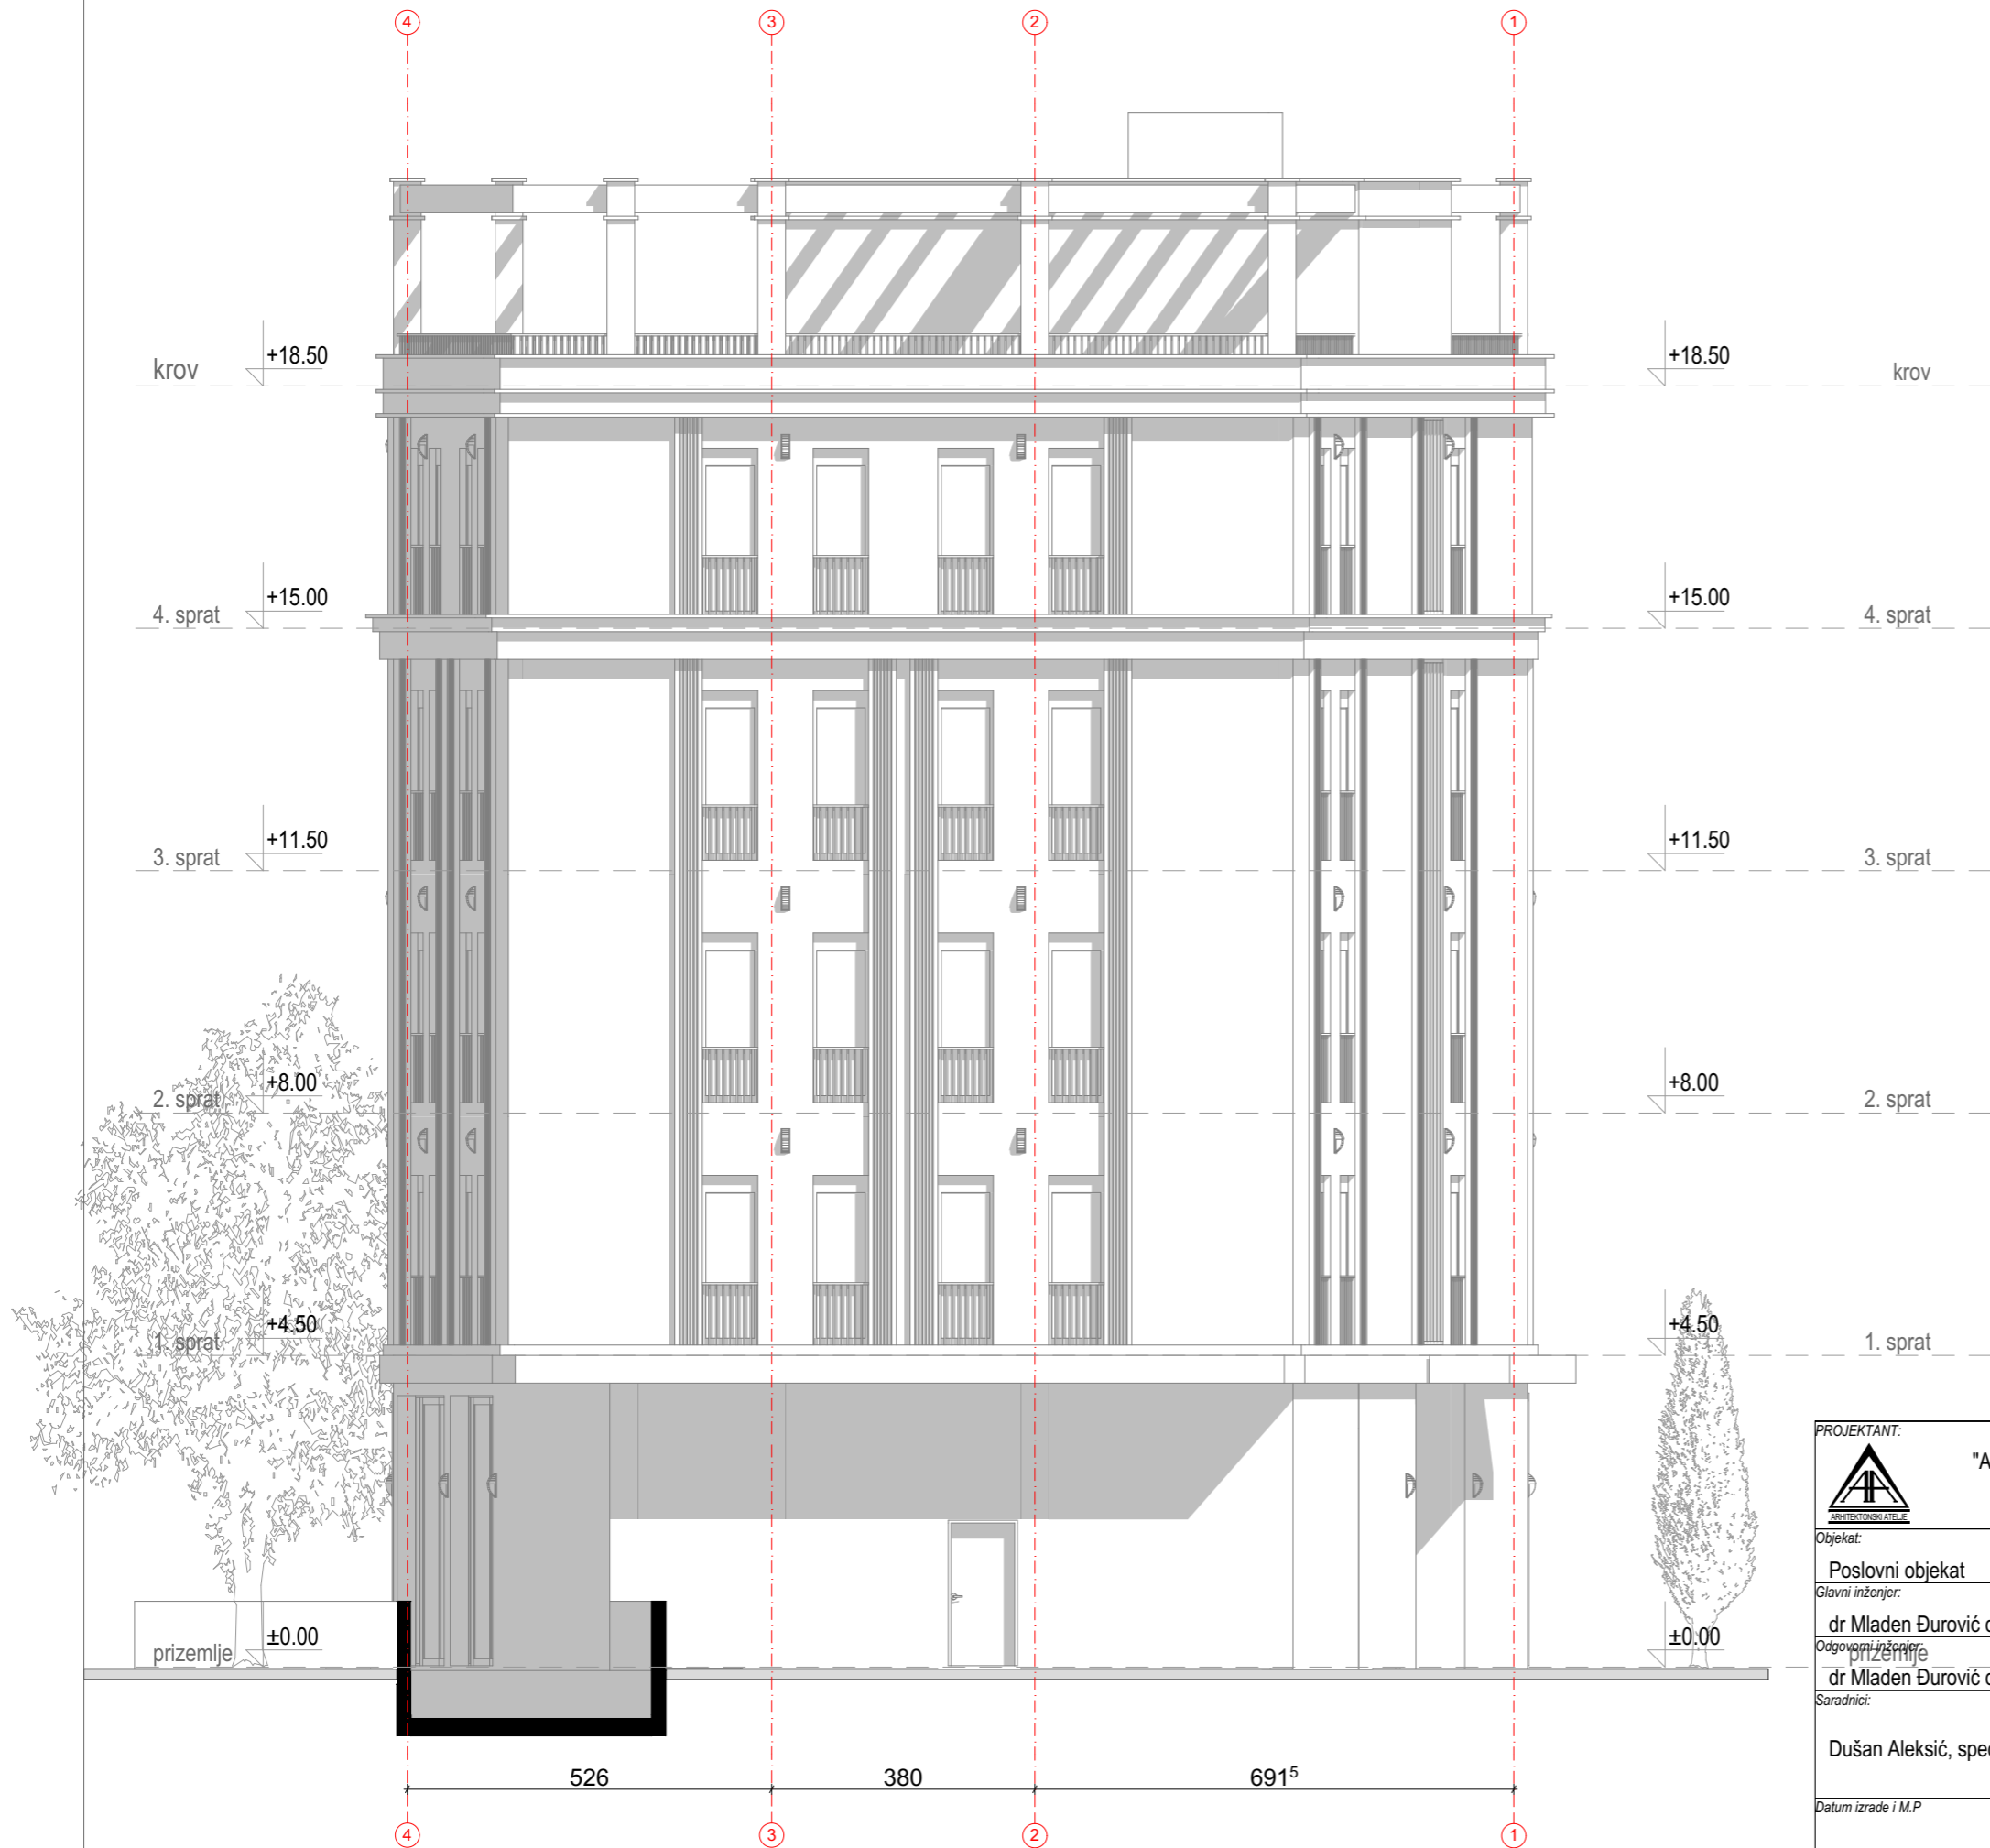 4 3 2 1
krov +18.50 +18.50 krov
4. sprat +15.00 +15.00 4. sprat
3. sprat +11.50 +11.50 3. sprat
2. sprat +8.00 +8.00 2. sprat
1. sprat +4.50 +4.50 1. sprat
prizemlje ±0.00 ±0.00 prizemlje
526 380 691⁵
4 3 2 1
PROJEKTANT:
"A
ARHITEKTONSKI ATELJE
Objekat:
Poslovni objekat
Glavni inženjer:
dr Mladen Đurović d
Odgovorni inženjer:
dr Mladen Đurović d
Saradnici:
Dušan Aleksić, spec
Datum izrade i M.P